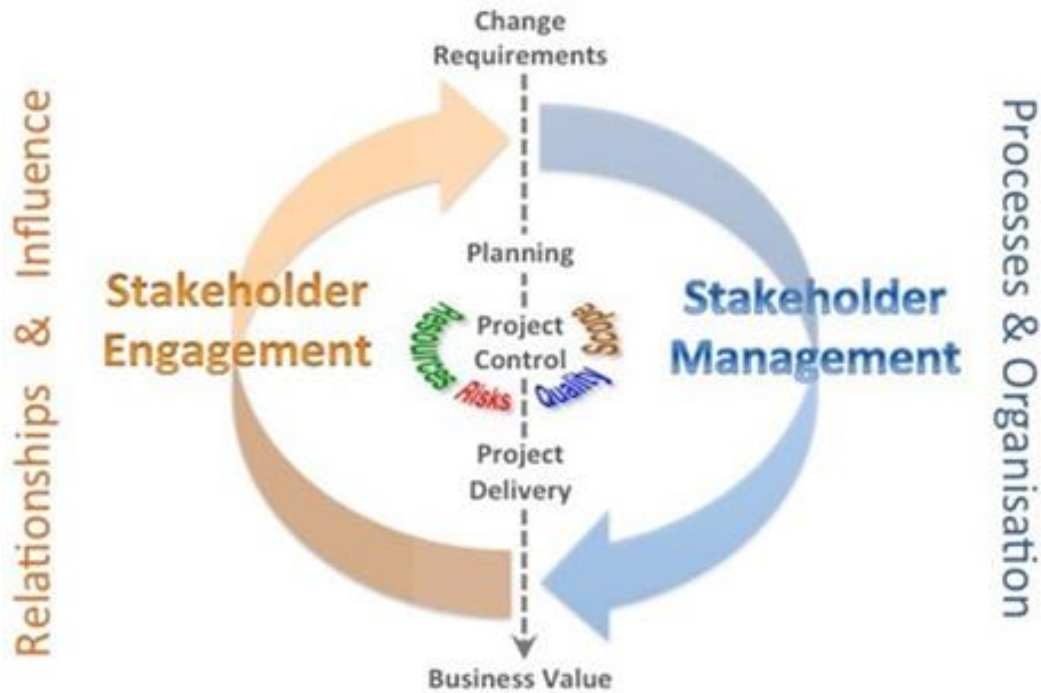 Change
Requirements
Relationships & Influence
Processes & Organisation
Planning
Stakeholder
Engagement
Stakeholder
Management
Resources
Project
Control
Scope
Risks
Quality
Project
Delivery
Business Value